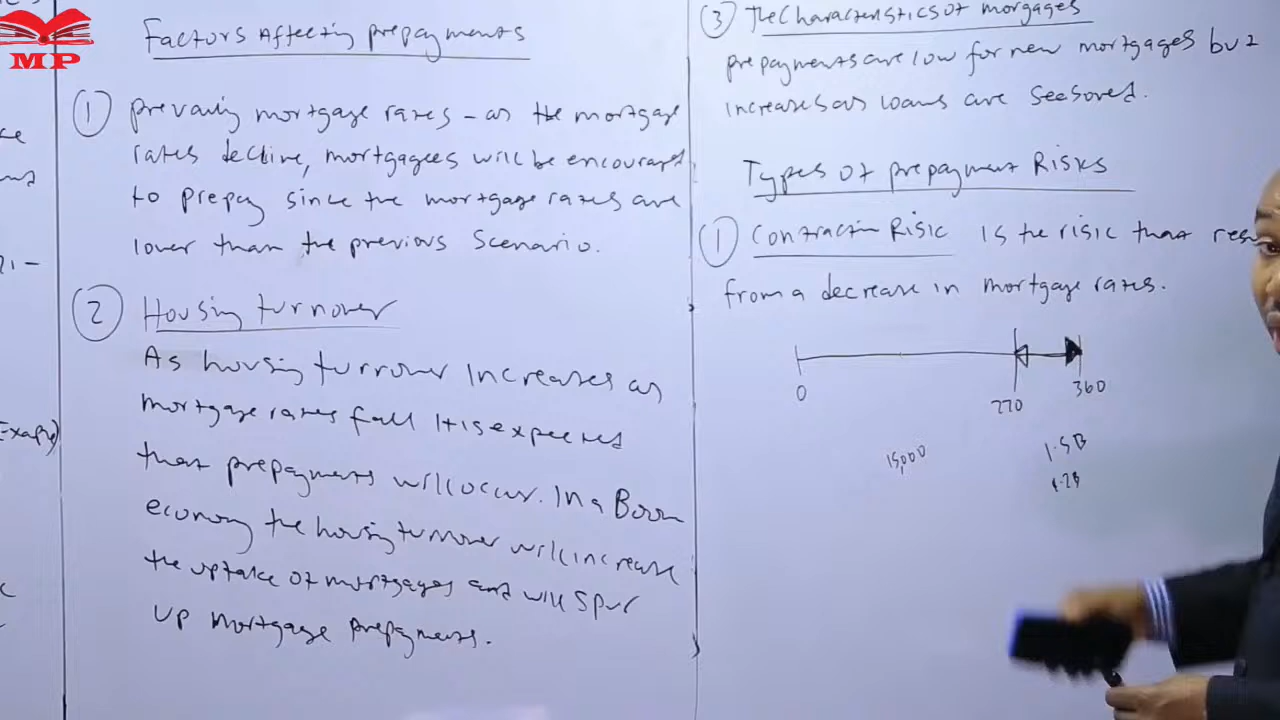 MP
Factors Affecting prepayments
① prevailing mortgage rates - as the mortgage
rates decline, mortgagees will be encouraged
to prepay since the mortgage rates are
lower than the previous scenario.
② Housing turnover
As housing turnover increases as
mortgage rates fall it is expected
that prepayments will occur. In a Boom
economy the housing turnover will increase
the uptake of mortgages and will spur
up mortgage prepayments.
③ The Characteristics of morgages
prepayments are low for new mortgages but
increases as loans are seasoned.
Types of prepayment Risks
① Contraction Risk is the risk that
from a decrease in mortgage rates.
0 270 360
15,000
1.5B
1.2B